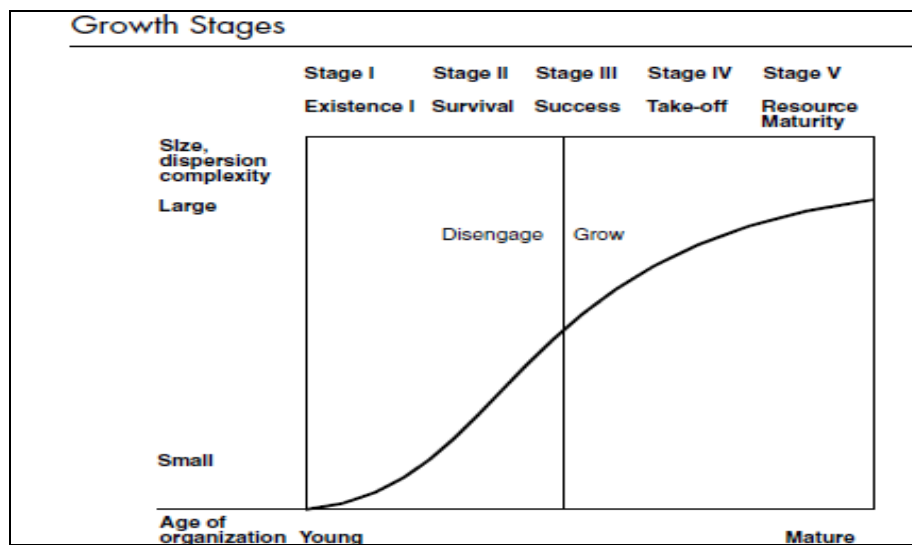 Growth Stages
Stage I Stage II Stage III Stage IV Stage V
Existence I Survival Success Take-off Resource
Maturity
SIze,
dispersion
complexity
Large
Disengage Grow
Small
Age of
organization Young Mature